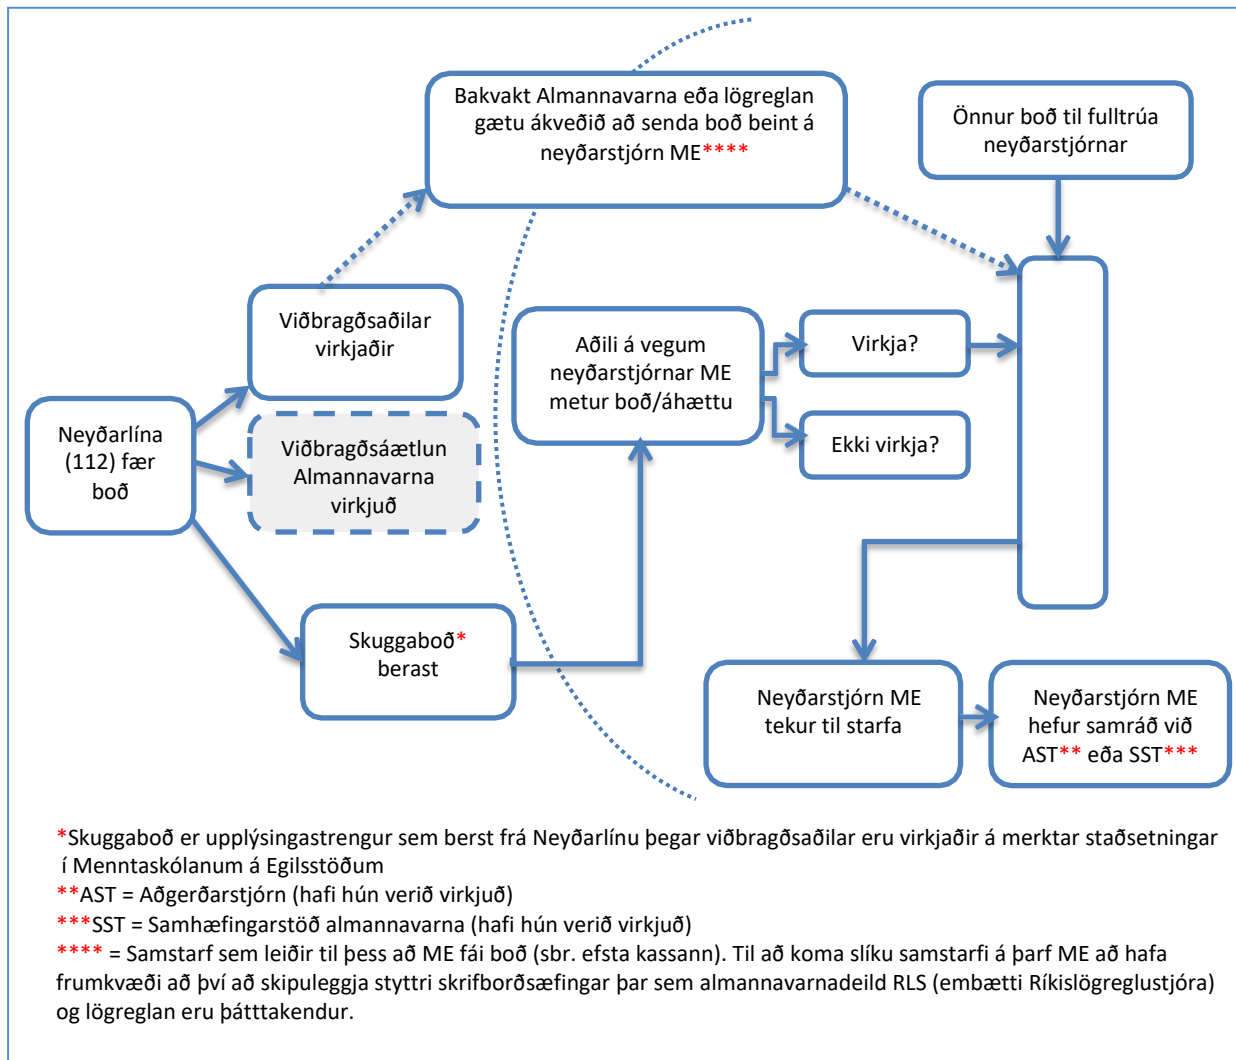 Bakvakt Almannavarna eða lögreglan
gætu ákveðið að senda boð beint á
neyðarstjórn ME****
Önnur boð til fulltrúa
neyðarstjórnar
Viðbragðsaðilar
virkjaðir
Aðili á vegum
neyðarstjórnar ME
metur boð/áhættu
Virkja?
Ekki virkja?
Neyðarlína
(112) fær
boð
Viðbragðsáætlun
Almannavarna
virkjuð
Skuggaboð*
berast
Neyðarstjórn ME
tekur til starfa
Neyðarstjórn ME
hefur samráð við
AST** eða SST***
*Skuggaboð er upplýsingastrengur sem berst frá Neyðarlínu þegar viðbragðsaðilar eru virkjaðir á merktar staðsetningar
í Menntaskólanum á Egilsstöðum
**AST = Aðgerðarstjórn (hafi hún verið virkjuð)
***SST = Samhæfingarstöð almannavarna (hafi hún verið virkjuð)
**** = Samstarf sem leiðir til þess að ME fái boð (sbr. efsta kassann). Til að koma slíku samstarfi á þarf ME að hafa
frumkvæði að því að skipuleggja styttri skrifborðsæfingar þar sem almannavarnadeild RLS (embætti Ríkislögreglustjóra)
og lögreglan eru þátttakendur.